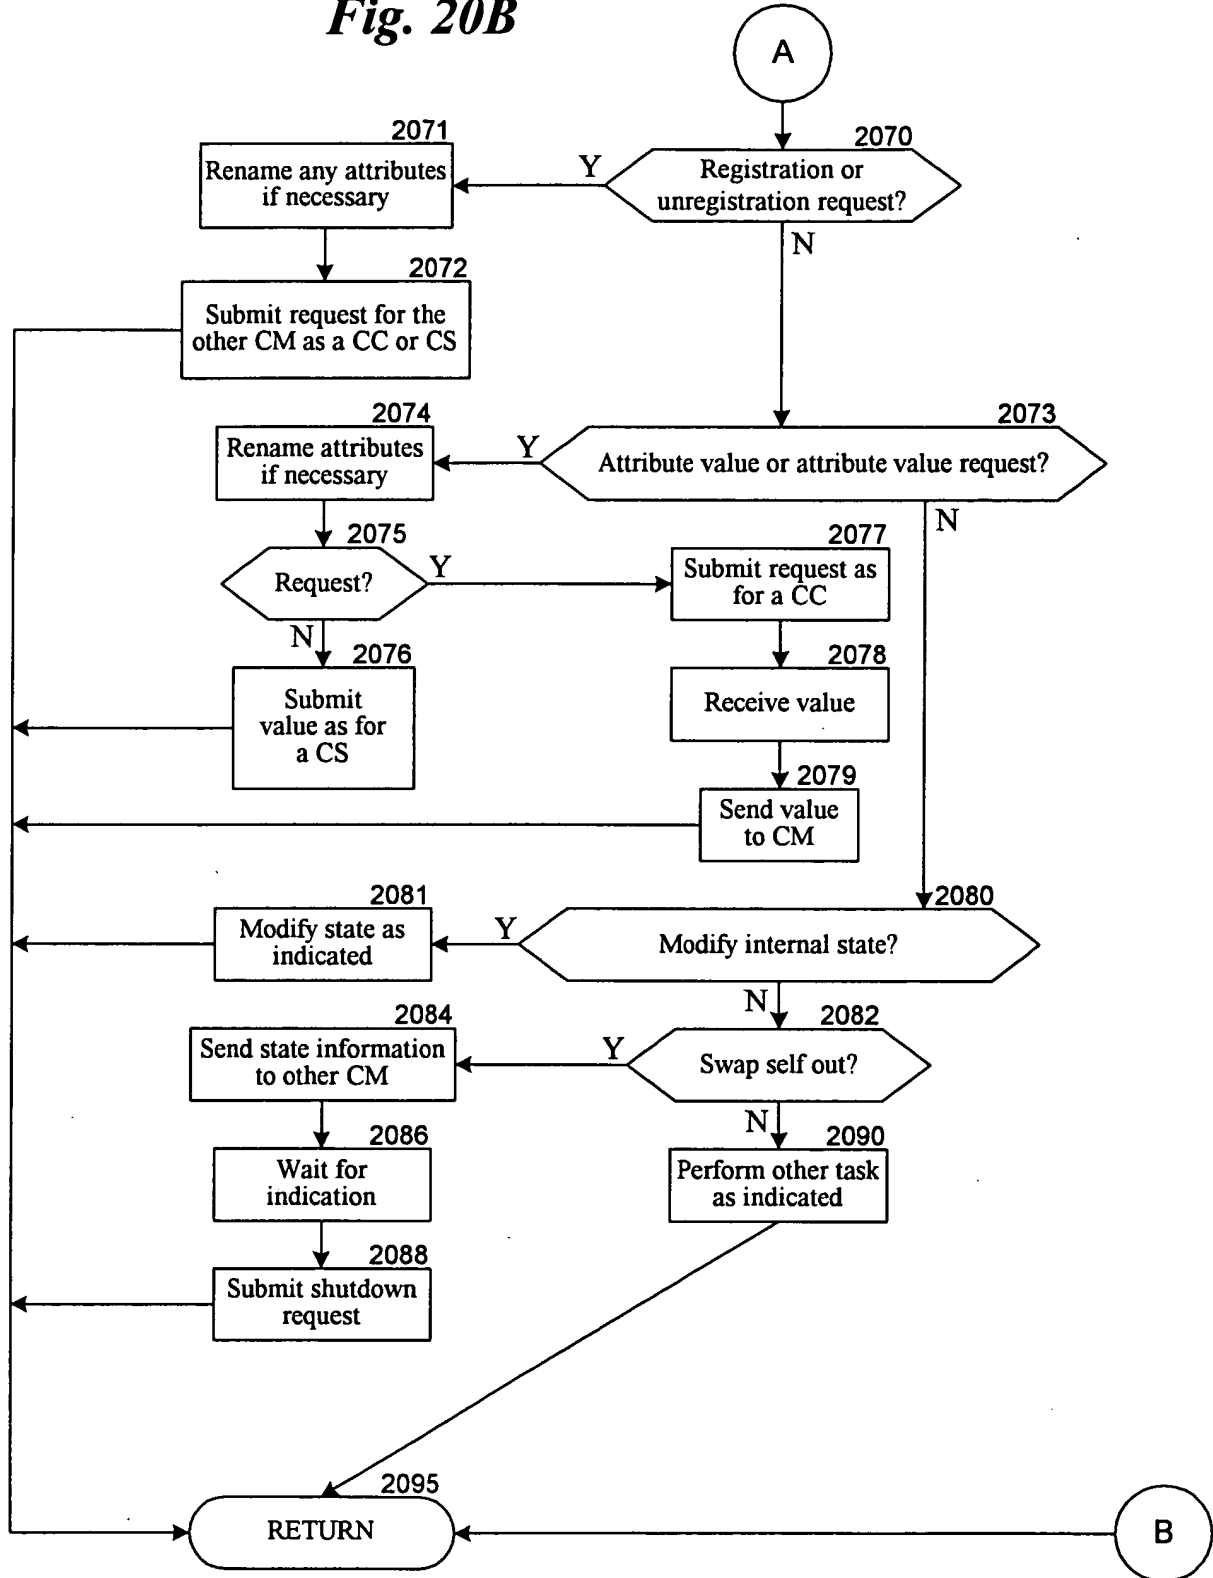 Fig. 20B
A
2071
Rename any attributes
if necessary
Y
2070
Registration or
unregistration request?
N
2072
Submit request for the
other CM as a CC or CS
2074
Rename attributes
if necessary
Y
2073
Attribute value or attribute value request?
N
2075
Request?
Y
N
2077
Submit request as
for a CC
2076
Submit
value as for
a CS
2078
Receive value
2079
Send value
to CM
2081
Modify state as
indicated
Y
2080
Modify internal state?
N
2084
Send state information
to other CM
Y
2082
Swap self out?
N
2086
Wait for
indication
2090
Perform other task
as indicated
2088
Submit shutdown
request
2095
RETURN
B